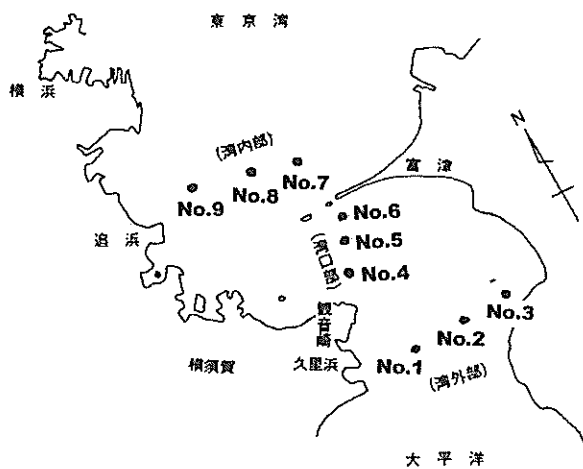 東京湾
横浜
N
(湾内部)
富津
No.7
No.8
No.9
No.6
追浜
No.5
(湾口部)
No.4
観音崎
No.3
No.2
横須賀
久里浜
No.1
(湾外部)
大平洋